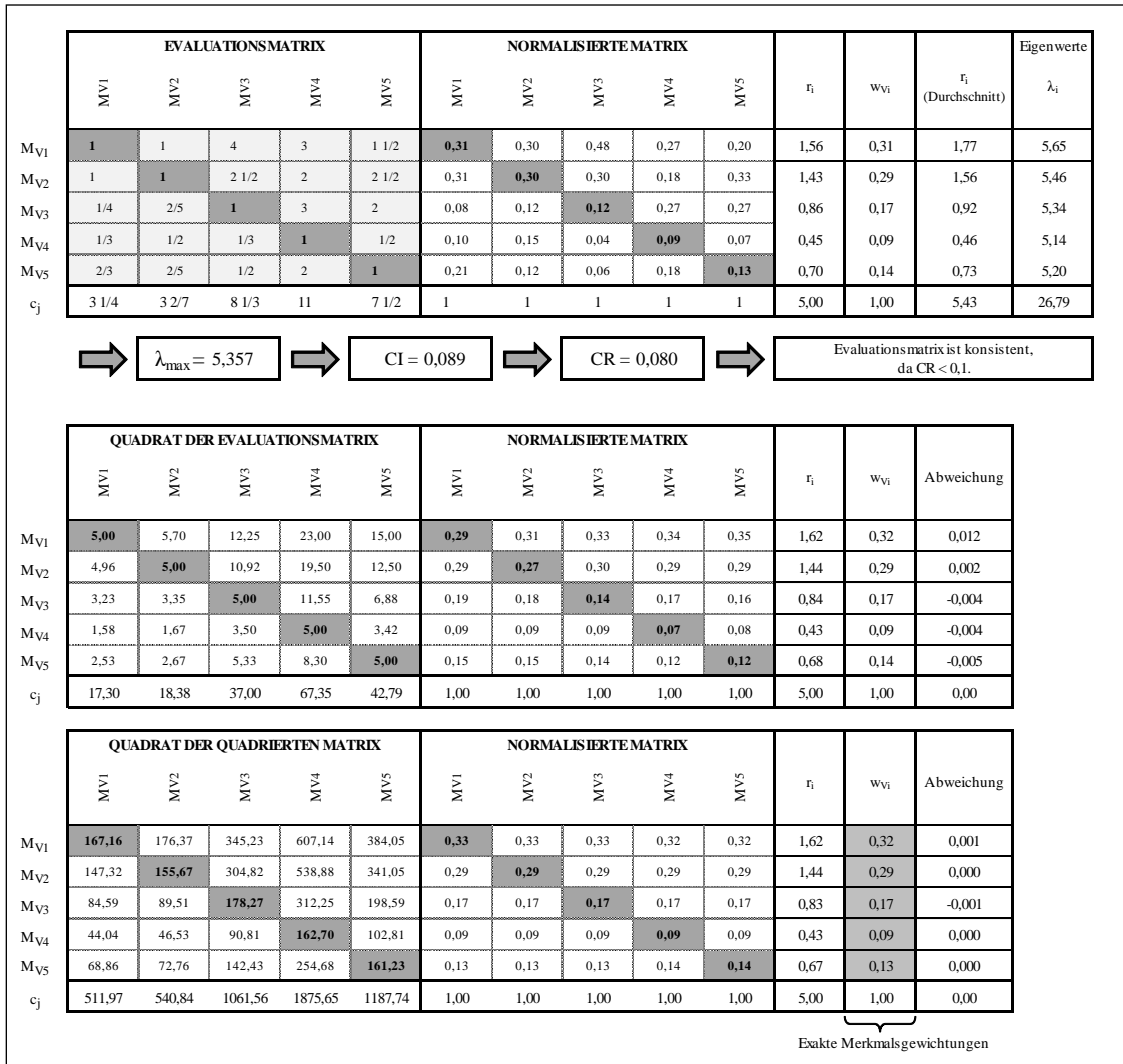 EVALUATIONSMATRIX NORMALISIERTE MATRIX Eigenwerte
MV1 MV2 MV3 MV4 MV5 MV1 MV2 MV3 MV4 MV5 ri wVi ri (Durchschnitt) λi
MV1 1 1 4 3 1 1/2 0,31 0,30 0,48 0,27 0,20 1,56 0,31 1,77 5,65
MV2 1 1 2 1/2 2 2 1/2 0,31 0,30 0,30 0,18 0,33 1,43 0,29 1,56 5,46
MV3 1/4 2/5 1 3 2 0,08 0,12 0,12 0,27 0,27 0,86 0,17 0,92 5,34
MV4 1/3 1/2 1/3 1 1/2 0,10 0,15 0,04 0,09 0,07 0,45 0,09 0,46 5,14
MV5 2/3 2/5 1/2 2 1 0,21 0,12 0,06 0,18 0,13 0,70 0,14 0,73 5,20
cj 3 1/4 3 2/7 8 1/3 11 7 1/2 1 1 1 1 1 5,00 1,00 5,43 26,79
λmax = 5,357 CI = 0,089 CR = 0,080 Evaluationsmatrix ist konsistent,
da CR < 0,1.
QUADRAT DER EVALUATIONSMATRIX NORMALISIERTE MATRIX
MV1 MV2 MV3 MV4 MV5 MV1 MV2 MV3 MV4 MV5 ri wVi Abweichung
MV1 5,00 5,70 12,25 23,00 15,00 0,29 0,31 0,33 0,34 0,35 1,62 0,32 0,012
MV2 4,96 5,00 10,92 19,50 12,50 0,29 0,27 0,30 0,29 0,29 1,44 0,29 0,002
MV3 3,23 3,35 5,00 11,55 6,88 0,19 0,18 0,14 0,17 0,16 0,84 0,17 -0,004
MV4 1,58 1,67 3,50 5,00 3,42 0,09 0,09 0,09 0,07 0,08 0,43 0,09 -0,004
MV5 2,53 2,67 5,33 8,30 5,00 0,15 0,15 0,14 0,12 0,12 0,68 0,14 -0,005
cj 17,30 18,38 37,00 67,35 42,79 1,00 1,00 1,00 1,00 1,00 5,00 1,00 0,00
QUADRAT DER QUADRIERTEN MATRIX NORMALISIERTE MATRIX
MV1 MV2 MV3 MV4 MV5 MV1 MV2 MV3 MV4 MV5 ri wVi Abweichung
MV1 167,16 176,37 345,23 607,14 384,05 0,33 0,33 0,33 0,32 0,32 1,62 0,32 0,001
MV2 147,32 155,67 304,82 538,88 341,05 0,29 0,29 0,29 0,29 0,29 1,44 0,29 0,000
MV3 84,59 89,51 178,27 312,25 198,59 0,17 0,17 0,17 0,17 0,17 0,83 0,17 -0,001
MV4 44,04 46,53 90,81 162,70 102,81 0,09 0,09 0,09 0,09 0,09 0,43 0,09 0,000
MV5 68,86 72,76 142,43 254,68 161,23 0,13 0,13 0,13 0,14 0,14 0,67 0,13 0,000
cj 511,97 540,84 1061,56 1875,65 1187,74 1,00 1,00 1,00 1,00 1,00 5,00 1,00 0,00
Exakte Merkmalsgewichtungen